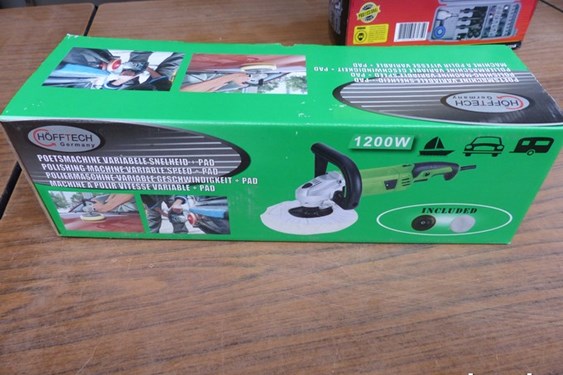 POETSMACHINE VARIABELE SNELHEID + PAD
POLISHING MACHINE VARIABLE SPEED + PAD
POLIERMASCHINE VARIABLE GESCHWINDIGKEIT + PAD
MACHINE A POLIR VITESSE VARIABLE + PAD
HÖFFTECH
Germany
POETSMACHINE VARIABELE SNELHEID + PAD
POLISHING MACHINE VARIABLE SPEED + PAD
POLIERMASCHINE VARIABLE GESCHWINDIGKEIT + PAD
MACHINE A POLIR VITESSE VARIABLE + PAD
1200W
INCLUDED